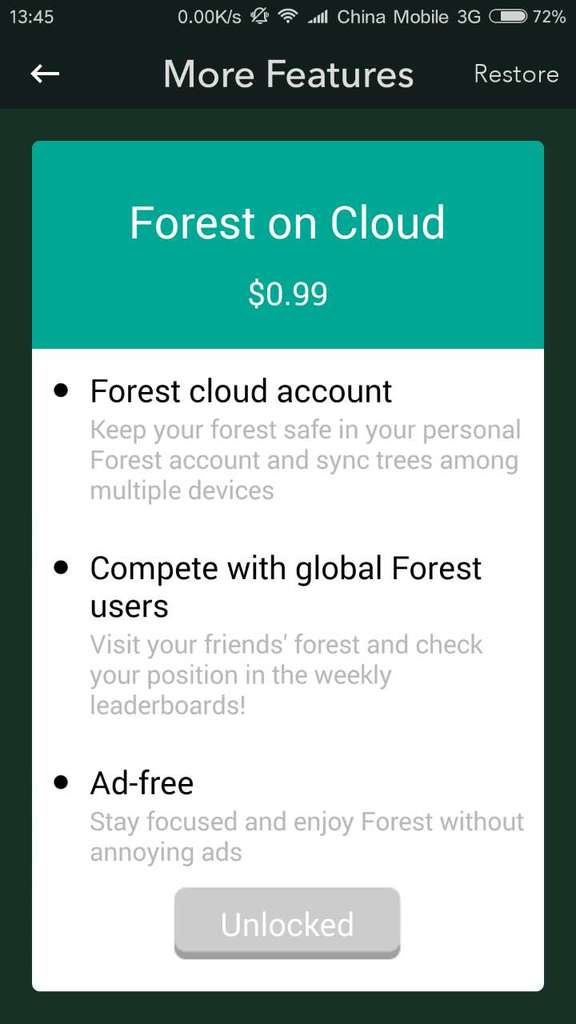 13:45 0.00K/s China Mobile 3G 72%
More Features Restore
Forest on Cloud
$0.99
Forest cloud account
Keep your forest safe in your personal
Forest account and sync trees among
multiple devices
Compete with global Forest
users
Visit your friends' forest and check
your position in the weekly
leaderboards!
Ad-free
Stay focused and enjoy Forest without
annoying ads
Unlocked